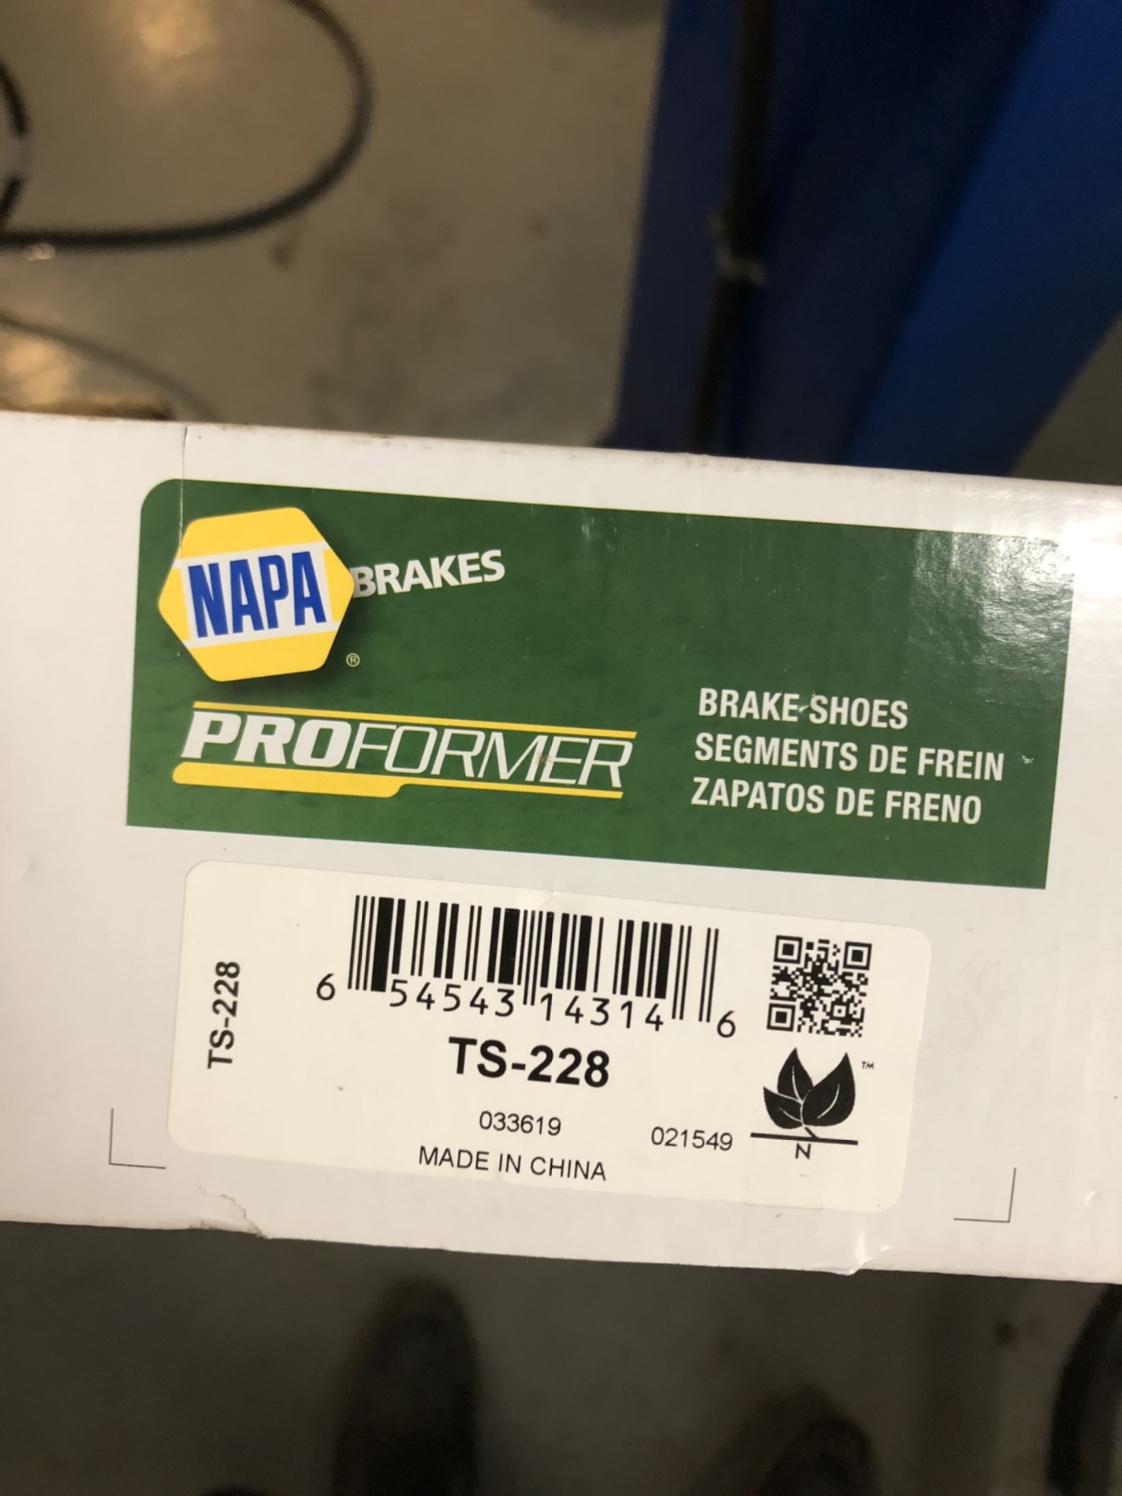 NAPA BRAKES
®
PROFORMER
BRAKE SHOES
SEGMENTS DE FREIN
ZAPATOS DE FRENO
TS-228
6 54543 14314 6
TS-228
™
033619
021549
N
MADE IN CHINA